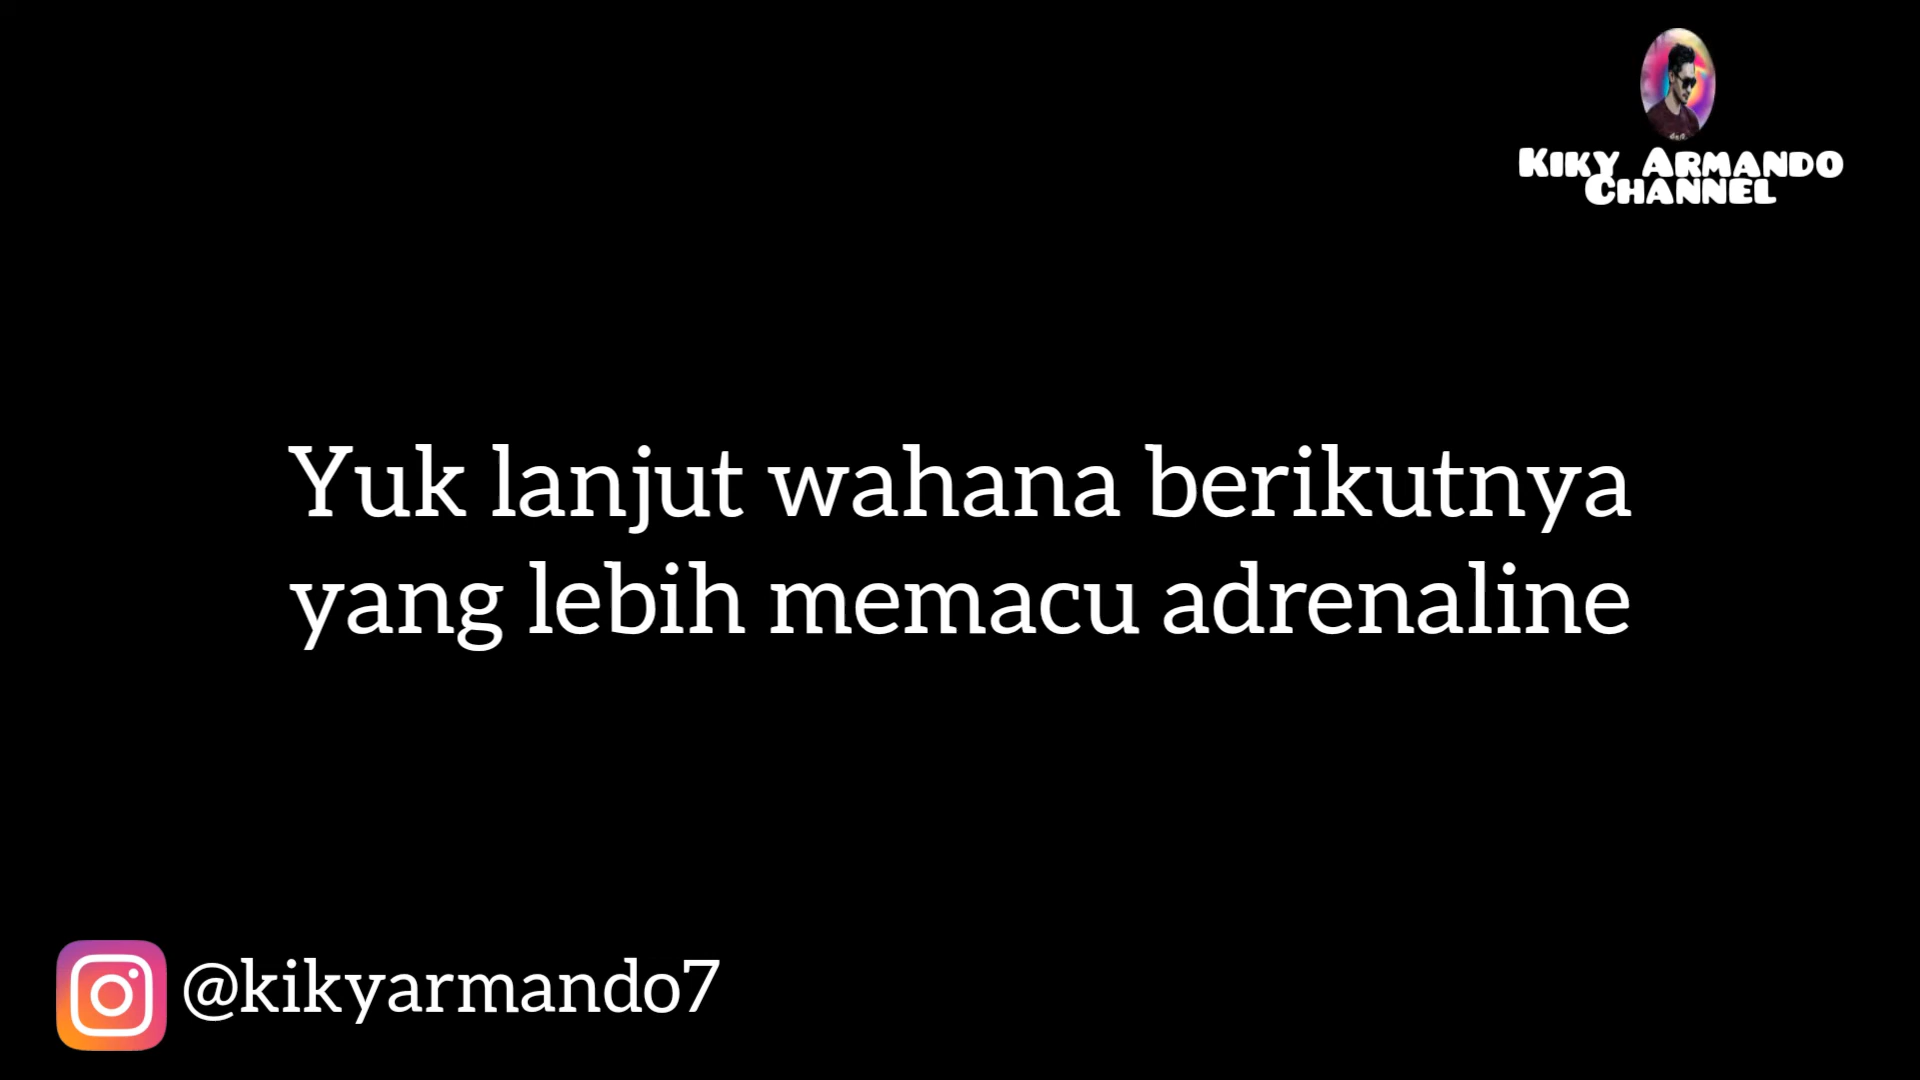 Kiky Armando
Channel
Yuk lanjut wahana berikutnya
yang lebih memacu adrenaline
@kikyarmando7